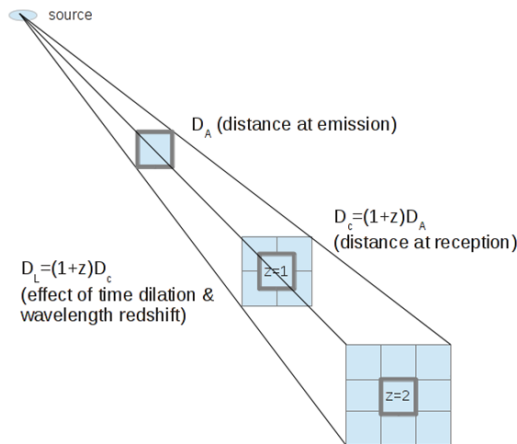 source
D_A (distance at emission)
D_c=(1+z)D_A
(distance at reception)
z=1
D_L=(1+z)D_c
(effect of time dilation &
wavelength redshift)
z=2